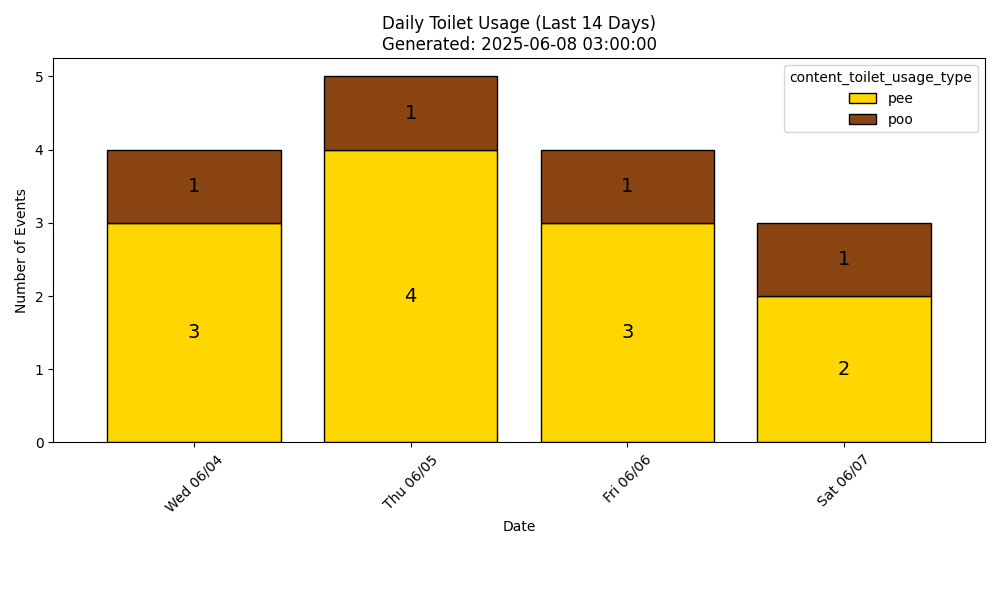 Daily Toilet Usage (Last 14 Days)
Generated: 2025-06-08 03:00:00
content_toilet_usage_type
pee
poo
Number of Events
5
4
3
2
1
0
1
1
1
1
3
4
3
2
Wed 06/04
Thu 06/05
Fri 06/06
Sat 06/07
Date